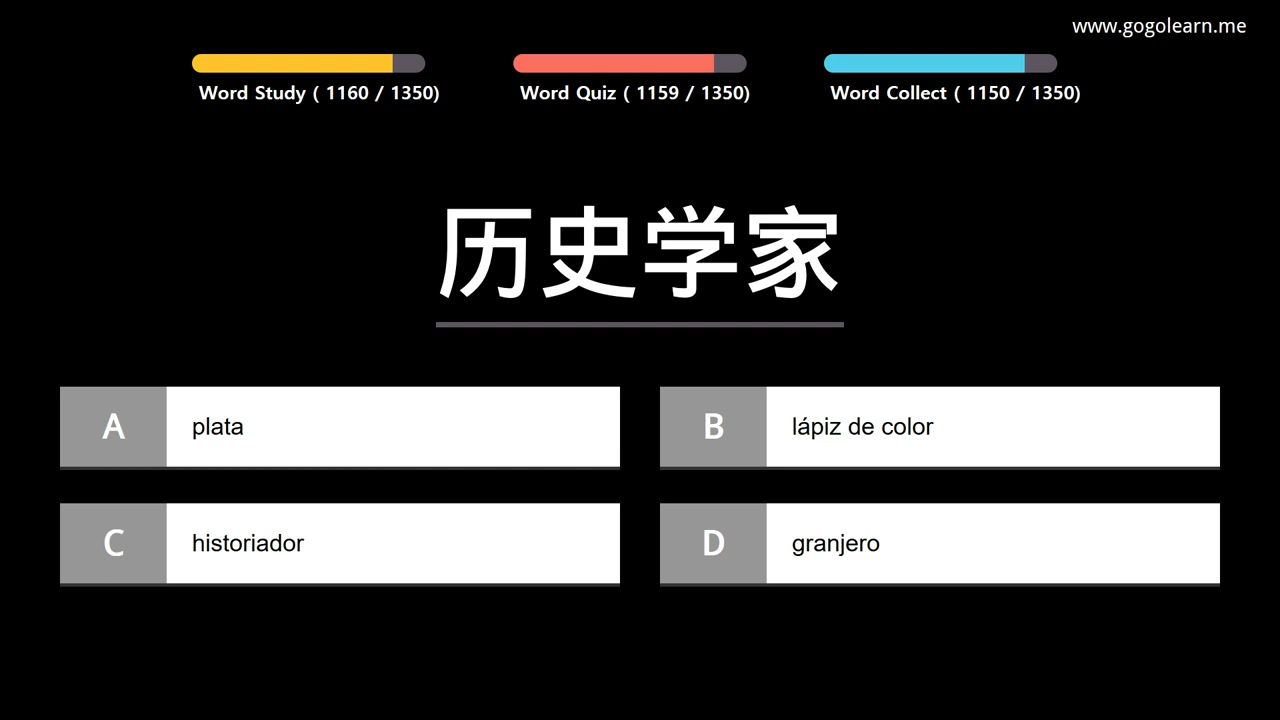 www.gogolearn.me
Word Study ( 1160 / 1350)
Word Quiz ( 1159 / 1350)
Word Collect ( 1150 / 1350)
历史学家
A plata
B lápiz de color
C historiador
D granjero